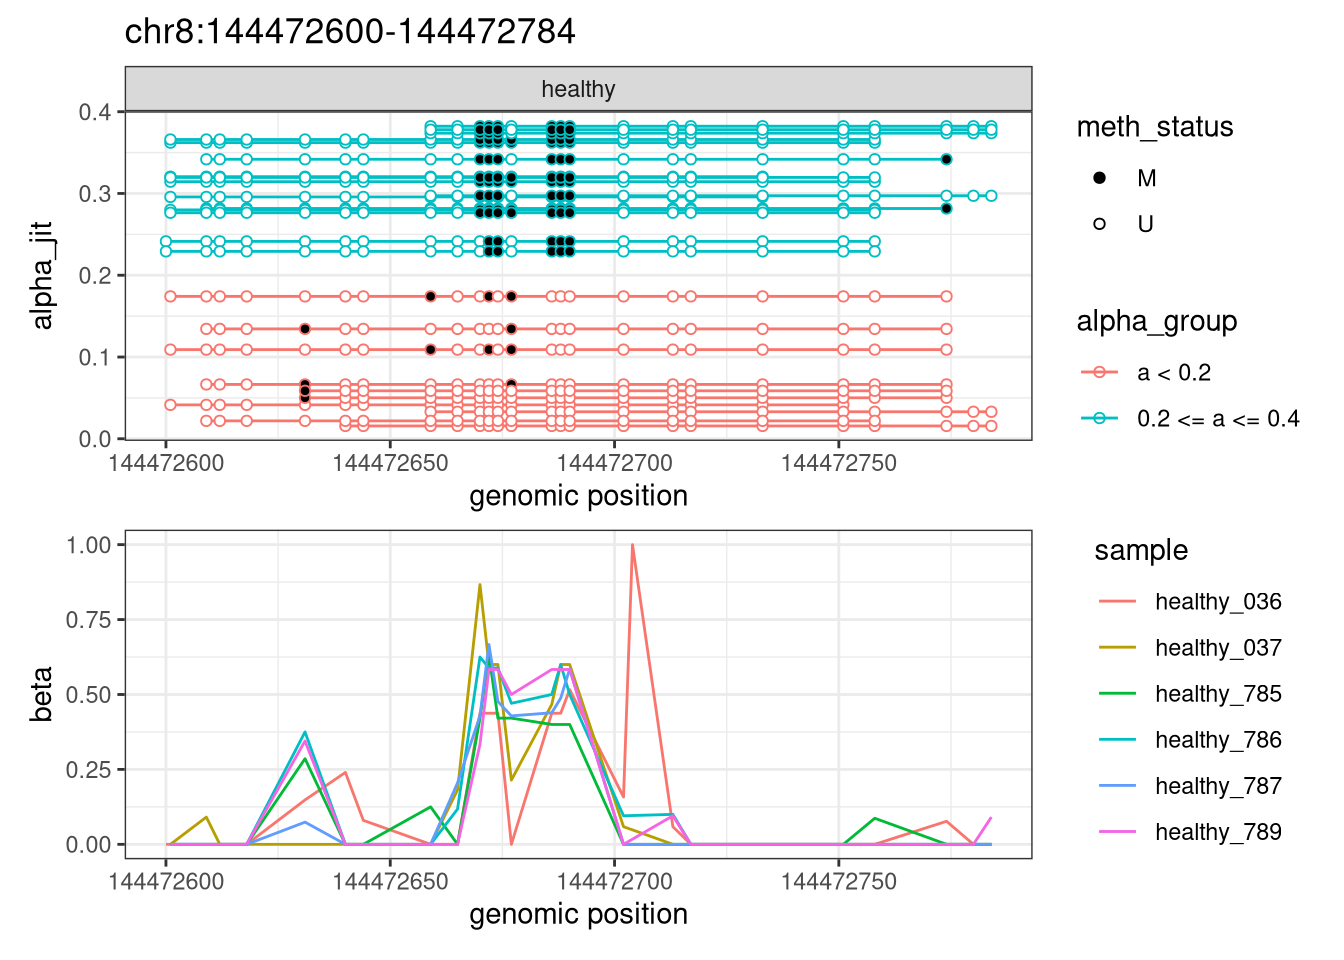 chr8:144472600-144472784
healthy
alpha_jit
0.4
0.3
0.2
0.1
0.0
144472600 144472650 144472700 144472750
genomic position
meth_status
M
U
alpha_group
a < 0.2
0.2 <= a <= 0.4
beta
1.00
0.75
0.50
0.25
0.00
144472600 144472650 144472700 144472750
genomic position
sample
healthy_036
healthy_037
healthy_785
healthy_786
healthy_787
healthy_789